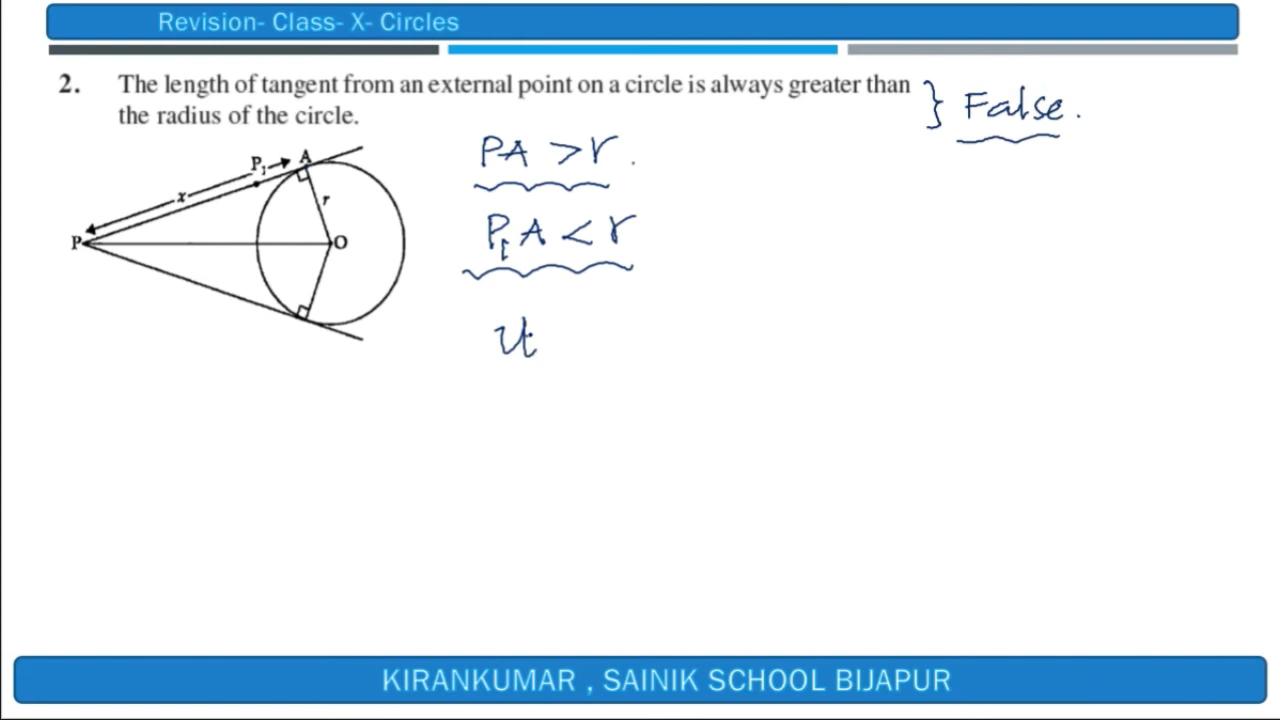 Revision- Class- X- Circles
2. The length of tangent from an external point on a circle is always greater than
the radius of the circle.
} False.
PA > r.
P₁A < r
P₁ A
x r
P O
KIRANKUMAR , SAINIK SCHOOL BIJAPUR